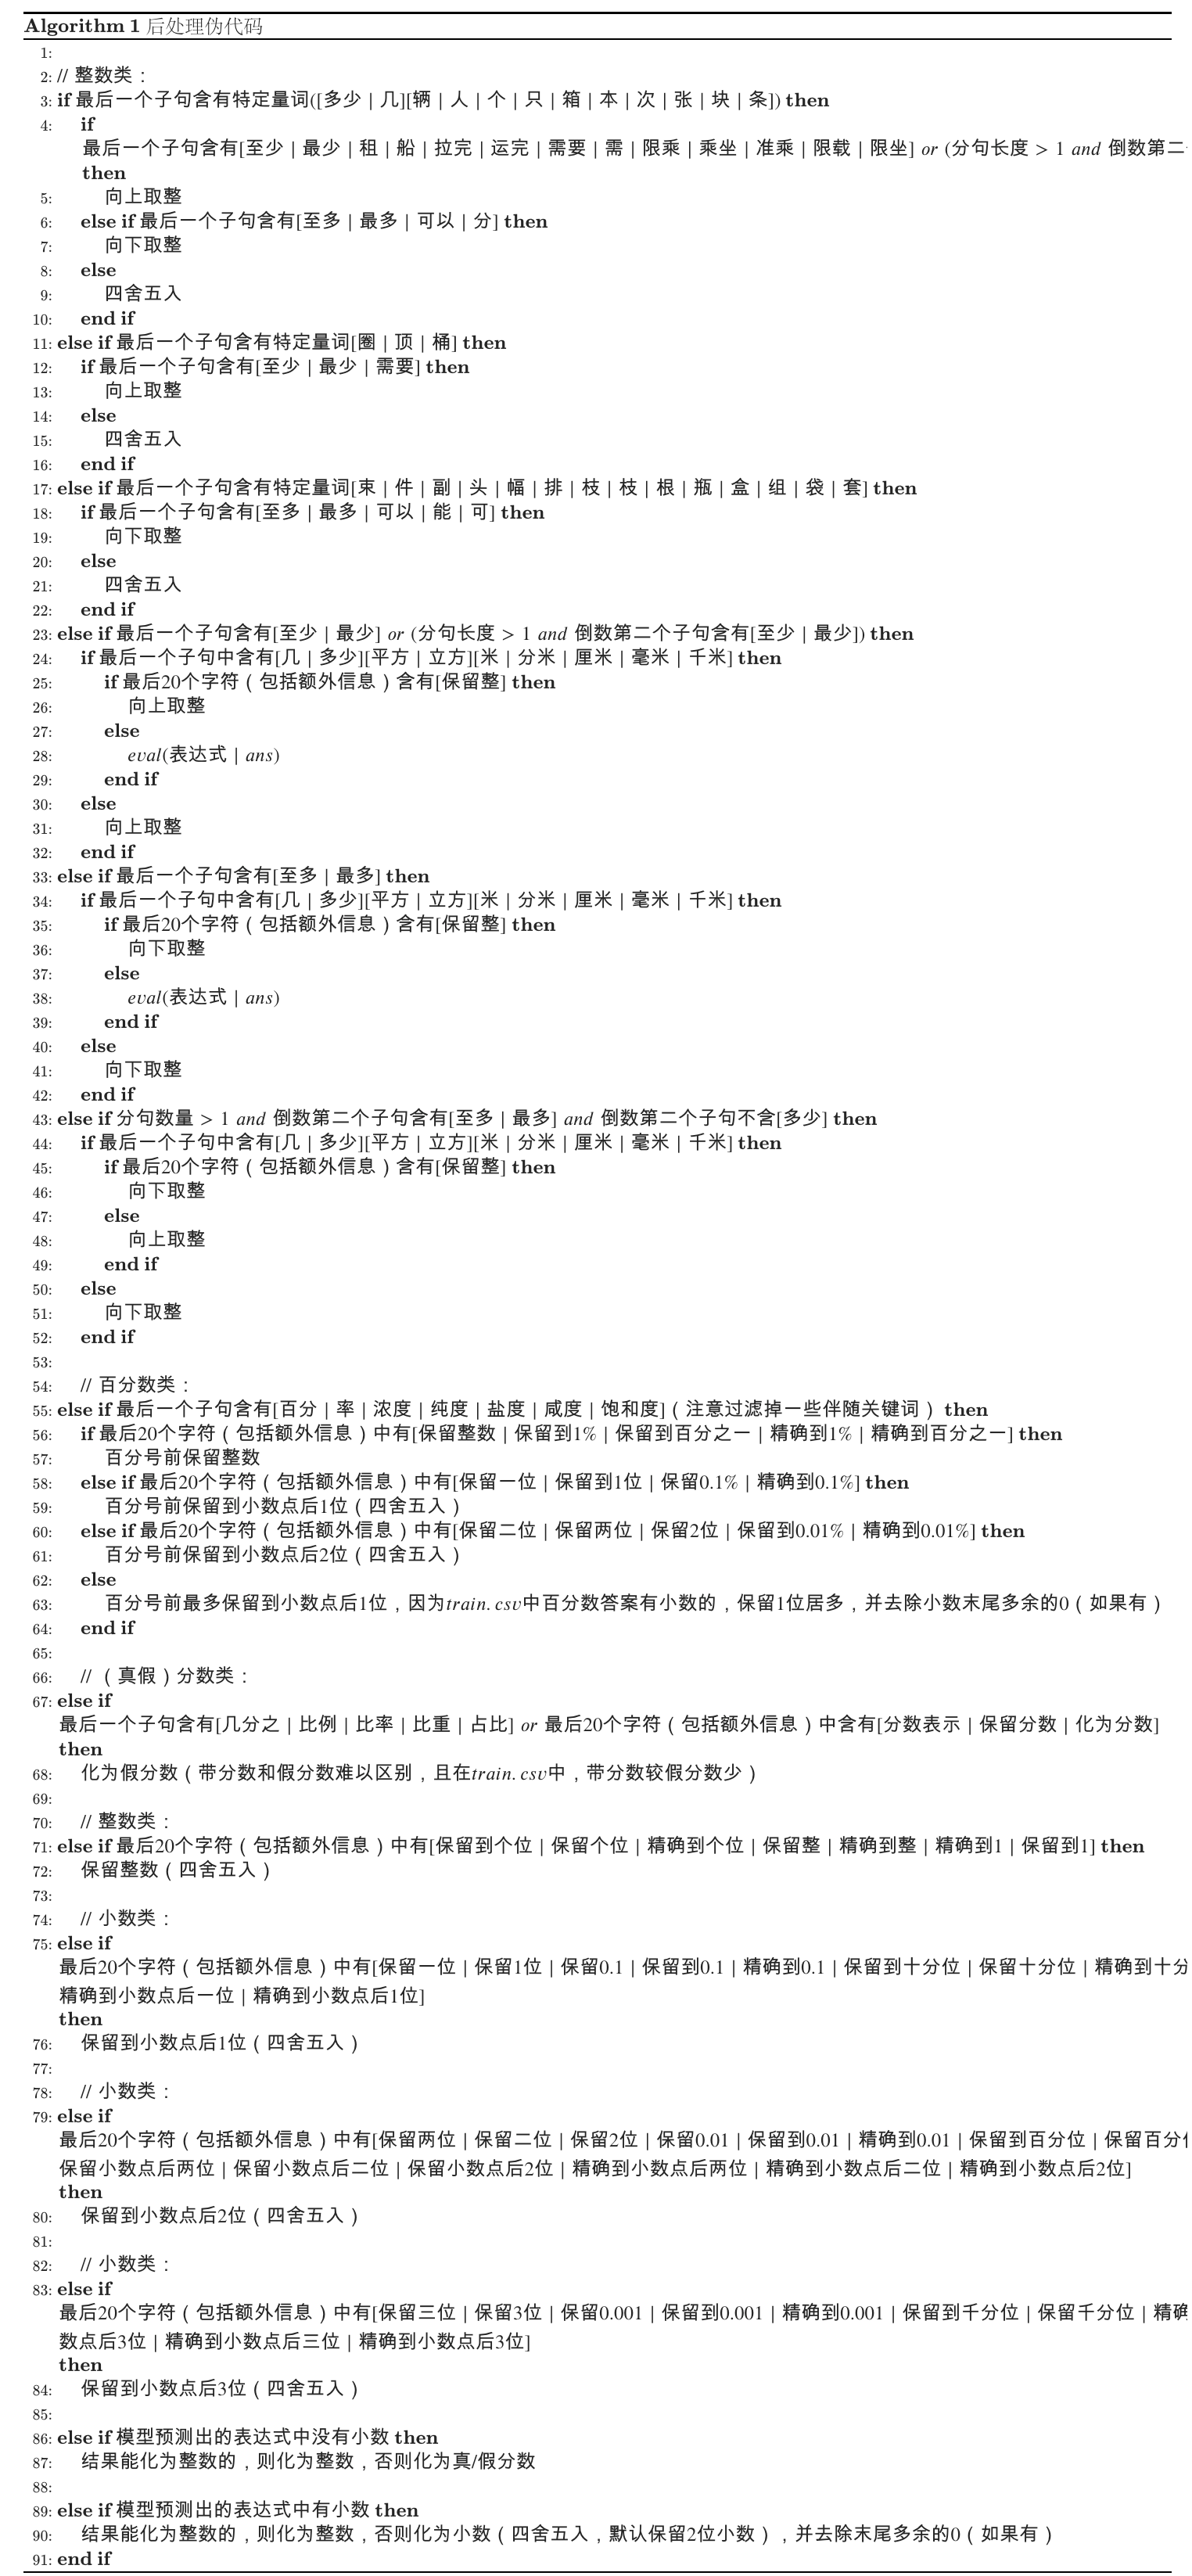 Algorithm 1 后处理伪代码
1:
2: // 整数类：
3: if 最后一个子句含有特定量词([多少 | 几][辆 | 人 | 个 | 只 | 箱 | 本 | 次 | 张 | 块 | 条]) then
4: if
最后一个子句含有[至少 | 最少 | 租 | 船 | 拉完 | 运完 | 需要 | 需 | 限乘 | 乘坐 | 准乘 | 限载 | 限坐] or (分句长度 > 1 and 倒数第二
then
5: 向上取整
6: else if 最后一个子句含有[至多 | 最多 | 可以 | 分] then
7: 向下取整
8: else
9: 四舍五入
10: end if
11: else if 最后一个子句含有特定量词[圈 | 顶 | 桶] then
12: if 最后一个子句含有[至少 | 最少 | 需要] then
13: 向上取整
14: else
15: 四舍五入
16: end if
17: else if 最后一个子句含有特定量词[束 | 件 | 副 | 头 | 幅 | 排 | 枝 | 枝 | 根 | 瓶 | 盒 | 组 | 袋 | 套] then
18: if 最后一个子句含有[至多 | 最多 | 可以 | 能 | 可] then
19: 向下取整
20: else
21: 四舍五入
22: end if
23: else if 最后一个子句含有[至少 | 最少] or (分句长度 > 1 and 倒数第二个子句含有[至少 | 最少]) then
24: if 最后一个子句中含有[几 | 多少][平方 | 立方][米 | 分米 | 厘米 | 毫米 | 千米] then
25: if 最后20个字符（包括额外信息）含有[保留整] then
26: 向上取整
27: else
28: eval(表达式 | ans)
29: end if
30: else
31: 向上取整
32: end if
33: else if 最后一个子句含有[至多 | 最多] then
34: if 最后一个子句中含有[几 | 多少][平方 | 立方][米 | 分米 | 厘米 | 毫米 | 千米] then
35: if 最后20个字符（包括额外信息）含有[保留整] then
36: 向下取整
37: else
38: eval(表达式 | ans)
39: end if
40: else
41: 向下取整
42: end if
43: else if 分句数量 > 1 and 倒数第二个子句含有[至多 | 最多] and 倒数第二个子句不含[多少] then
44: if 最后一个子句中含有[几 | 多少][平方 | 立方][米 | 分米 | 厘米 | 毫米 | 千米] then
45: if 最后20个字符（包括额外信息）含有[保留整] then
46: 向下取整
47: else
48: 向上取整
49: end if
50: else
51: 向下取整
52: end if
53:
54: // 百分数类：
55: else if 最后一个子句含有[百分 | 率 | 浓度 | 纯度 | 盐度 | 咸度 | 饱和度]（注意过滤掉一些伴随关键词） then
56: if 最后20个字符（包括额外信息）中有[保留整数 | 保留到1% | 保留到百分之一 | 精确到1% | 精确到百分之一] then
57: 百分号前保留整数
58: else if 最后20个字符（包括额外信息）中有[保留一位 | 保留到1位 | 保留0.1% | 精确到0.1%] then
59: 百分号前保留到小数点后1位（四舍五入）
60: else if 最后20个字符（包括额外信息）中有[保留二位 | 保留两位 | 保留2位 | 保留到0.01% | 精确到0.01%] then
61: 百分号前保留到小数点后2位（四舍五入）
62: else
63: 百分号前最多保留到小数点后1位，因为train.csv中百分数答案有小数的，保留1位居多，并去除小数末尾多余的0（如果有）
64: end if
65:
66: // （真假）分数类：
67: else if
最后一个子句含有[几分之 | 比例 | 比率 | 比重 | 占比] or 最后20个字符（包括额外信息）中含有[分数表示 | 保留分数 | 化为分数]
then
68: 化为假分数（带分数和假分数难以区别，且在train.csv中，带分数较假分数少）
69:
70: // 整数类：
71: else if 最后20个字符（包括额外信息）中有[保留到个位 | 保留个位 | 精确到个位 | 保留整 | 精确到整 | 精确到1 | 保留到1] then
72: 保留整数（四舍五入）
73:
74: // 小数类：
75: else if
最后20个字符（包括额外信息）中有[保留一位 | 保留1位 | 保留0.1 | 保留到0.1 | 精确到0.1 | 保留到十分位 | 保留十分位 | 精确到十分
精确到小数点后一位 | 精确到小数点后1位]
then
76: 保留到小数点后1位（四舍五入）
77:
78: // 小数类：
79: else if
最后20个字符（包括额外信息）中有[保留两位 | 保留二位 | 保留2位 | 保留0.01 | 保留到0.01 | 精确到0.01 | 保留到百分位 | 保留百分
保留小数点后两位 | 保留小数点后二位 | 保留小数点后2位 | 精确到小数点后两位 | 精确到小数点后二位 | 精确到小数点后2位]
then
80: 保留到小数点后2位（四舍五入）
81:
82: // 小数类：
83: else if
最后20个字符（包括额外信息）中有[保留三位 | 保留3位 | 保留0.001 | 保留到0.001 | 精确到0.001 | 保留到千分位 | 保留千分位 | 精确
数点后3位 | 精确到小数点后三位 | 精确到小数点后3位]
then
84: 保留到小数点后3位（四舍五入）
85:
86: else if 模型预测出的表达式中没有小数 then
87: 结果能化为整数的，则化为整数，否则化为真/假分数
88:
89: else if 模型预测出的表达式中有小数 then
90: 结果能化为整数的，则化为整数，否则化为小数（四舍五入，默认保留2位小数），并去除末尾多余的0（如果有）
91: end if